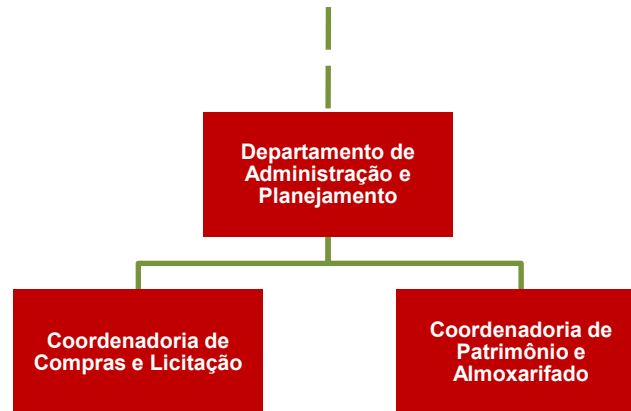 Departamento de
Administração e
Planejamento
Coordenadoria de
Compras e Licitação
Coordenadoria de
Patrimônio e
Almoxarifado